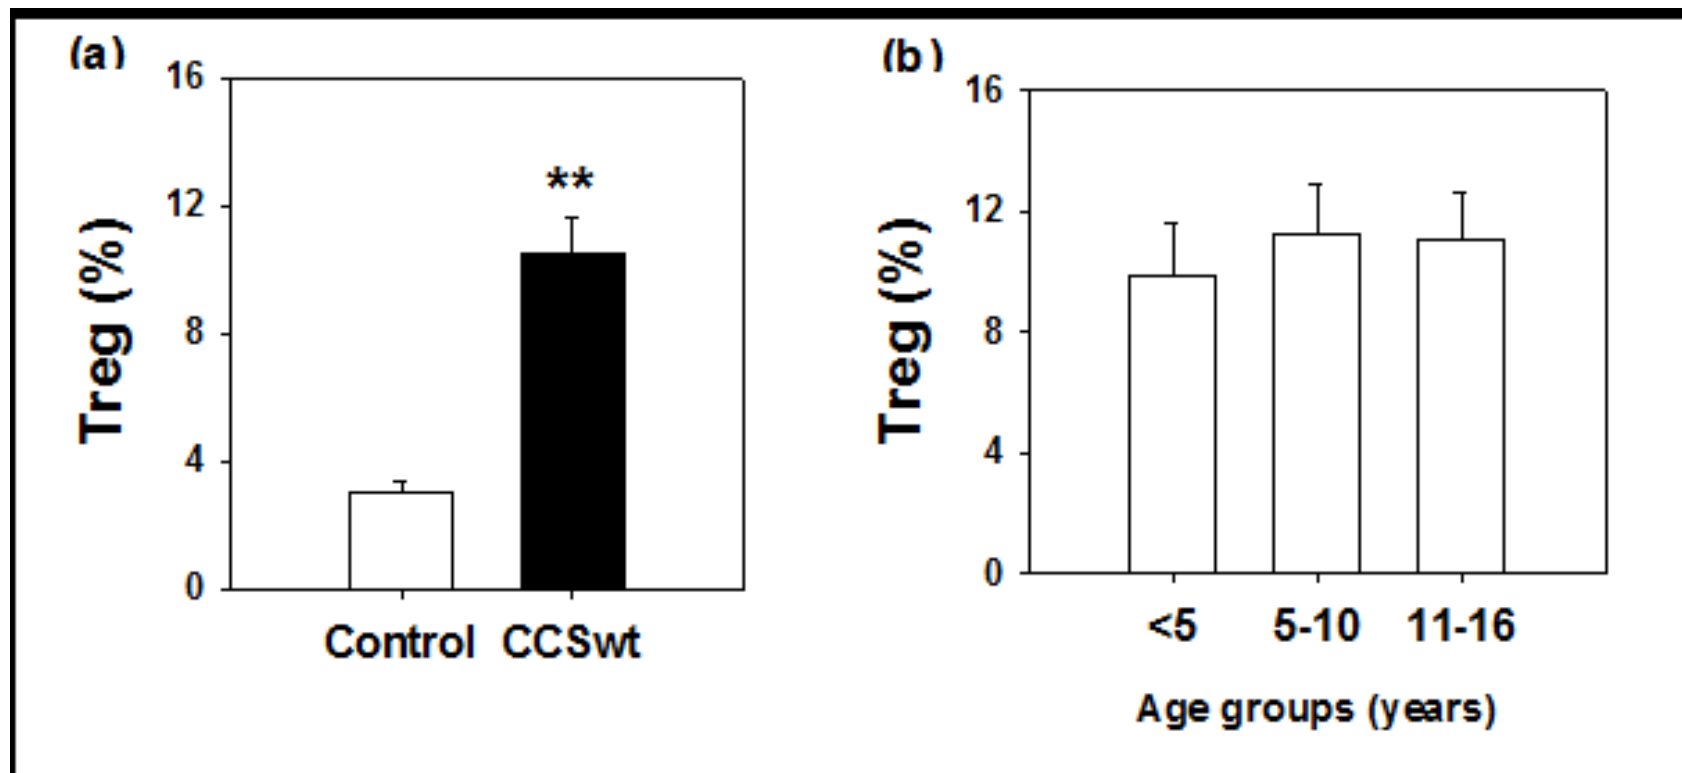 (a)
16
12
8
4
0
Treg (%)
**
Control CCSwt
(b)
16
12
8
4
0
Treg (%)
<5 5-10 11-16
Age groups (years)